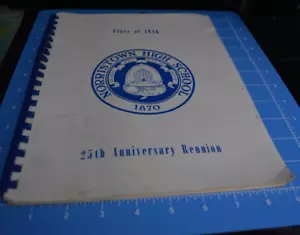 Class of 1946
NORRISTOWN HIGH SCHOOL
1870
25th Anniversary Reunion